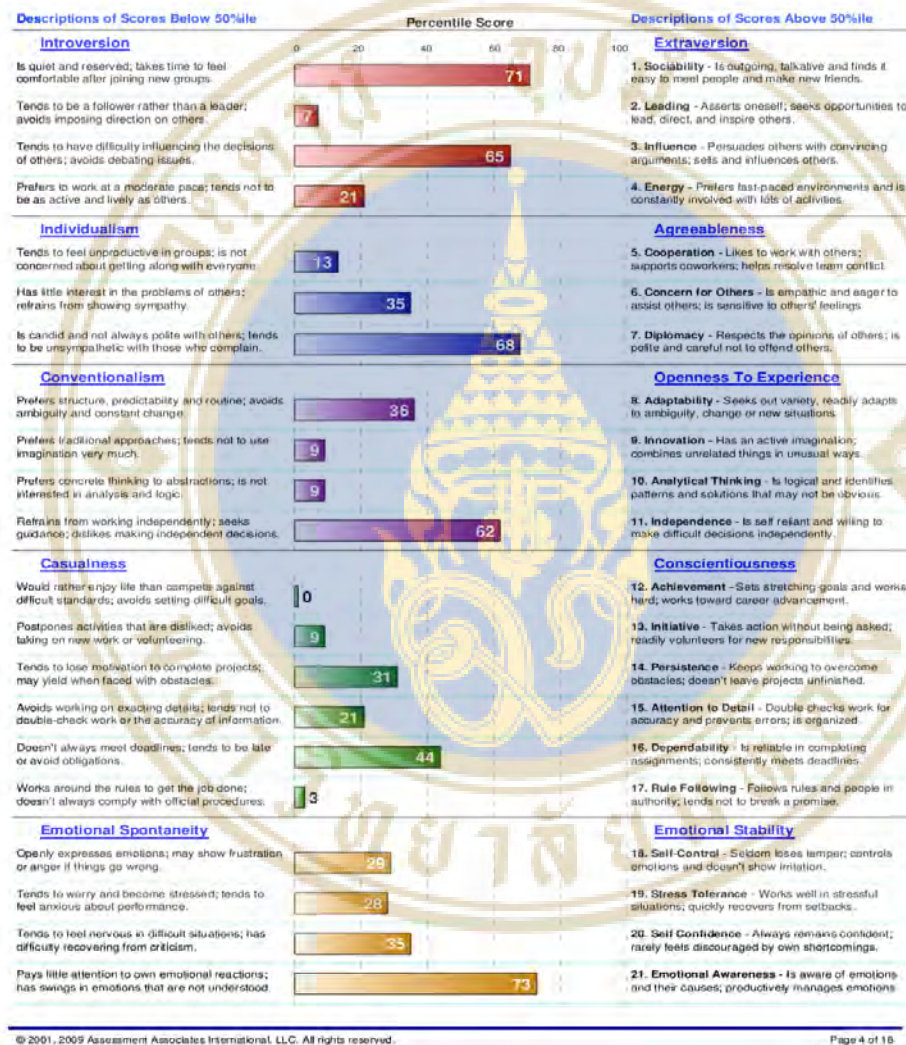 Descriptions of Scores Below 50%ile
Percentile Score
Descriptions of Scores Above 50%ile
Introversion
0 20 40 60 80 100
Extraversion
Is quiet and reserved; takes time to feel
comfortable after joining new groups.
71
1. Sociability - Is outgoing, talkative and finds it
easy to meet people and make new friends.
Tends to be a follower rather than a leader;
avoids imposing direction on others.
7
2. Leading - Asserts oneself; seeks opportunities to
lead, direct, and inspire others.
Tends to have difficulty influencing the decisions
of others; avoids debating issues.
65
3. Influence - Persuades others with convincing
arguments; sells and influences others.
Prefers to work at a moderate pace; tends not to
be as active and lively as others.
21
4. Energy - Prefers fast-paced environments and is
constantly involved with lots of activities.
Individualism
Agreeableness
Tends to feel unproductive in groups; is not
concerned about getting along with everyone.
13
5. Cooperation - Likes to work with others;
supports coworkers; helps resolve team conflict.
Has little interest in the problems of others;
refrains from showing sympathy.
35
6. Concern for Others - Is empathic and eager to
assist others; is sensitive to others' feelings
Is candid and not always polite with others; tends
to be unsympathetic with those who complain.
68
7. Diplomacy - Respects the opinions of others; is
polite and careful not to offend others.
Conventionalism
Openness To Experience
Prefers structure, predictability and routine; avoids
ambiguity and constant change.
36
8. Adaptability - Seeks out variety, readily adapts
to ambiguity, change or new situations.
Prefers traditional approaches; tends not to use
imagination very much.
9
9. Innovation - Has an active imagination;
combines unrelated things in unusual ways.
Prefers concrete thinking to abstractions; is not
interested in analysis and logic.
9
10. Analytical Thinking - Is logical and identifies
patterns and solutions that may not be obvious.
Refrains from working independently; seeks
guidance; dislikes making independent decisions.
62
11. Independence - Is self reliant and willing to
make difficult decisions independently.
Casualness
Conscientiousness
Would rather enjoy life than compete against
difficult standards; avoids setting difficult goals.
0
12. Achievement - Sets stretching goals and works
hard; works toward career advancement.
Postpones activities that are disliked; avoids
taking on new work or volunteering.
9
13. Initiative - Takes action without being asked;
readily volunteers for new responsibilities.
Tends to lose motivation to complete projects;
may yield when faced with obstacles.
31
14. Persistence - Keeps working to overcome
obstacles; doesn't leave projects unfinished.
Avoids working on exacting details; tends not to
double-check work or the accuracy of information.
21
15. Attention to Detail - Double checks work for
accuracy and prevents errors; is organized.
Doesn't always meet deadlines; tends to be late
or avoid obligations.
44
16. Dependability - Is reliable in completing
assignments; consistently meets deadlines.
Works around the rules to get the job done;
doesn't always comply with official procedures.
3
17. Rule Following - Follows rules and people in
authority; tends not to break a promise.
Emotional Spontaneity
Emotional Stability
Openly expresses emotions; may show frustration
or anger if things go wrong.
29
18. Self-Control - Seldom loses temper; controls
emotions and doesn't show irritation.
Tends to worry and become stressed; tends to
feel anxious about performance.
28
19. Stress Tolerance - Works well in stressful
situations; quickly recovers from setbacks.
Tends to feel nervous in difficult situations; has
difficulty recovering from criticism.
35
20. Self Confidence - Always remains confident;
rarely feels discouraged by own shortcomings.
Pays little attention to own emotional reactions;
has swings in emotions that are not understood.
73
21. Emotional Awareness - Is aware of emotions
and their causes; productively manages emotions
© 2001, 2009 Assessment Associates International, LLC. All rights reserved.
Page 4 of 18